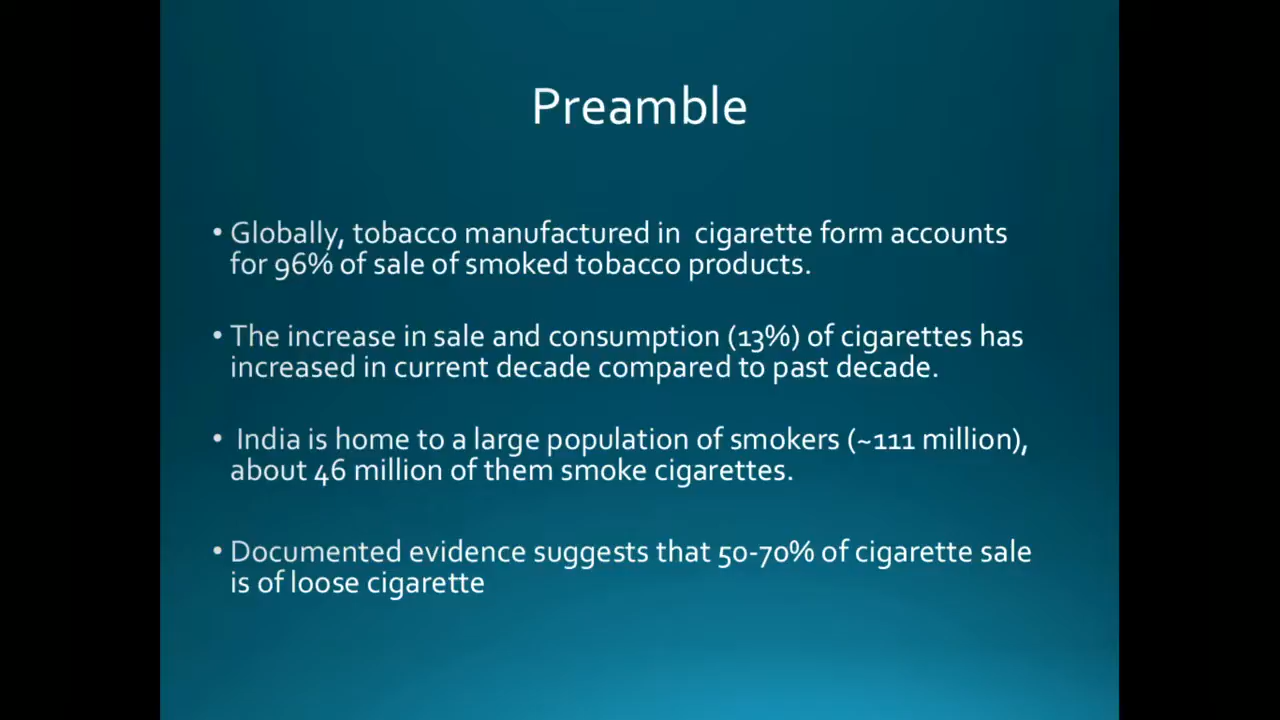 Preamble
• Globally, tobacco manufactured in  cigarette form accounts
for 96% of sale of smoked tobacco products.
• The increase in sale and consumption (13%) of cigarettes has
increased in current decade compared to past decade.
•  India is home to a large population of smokers (~111 million),
about 46 million of them smoke cigarettes.
• Documented evidence suggests that 50-70% of cigarette sale
is of loose cigarette